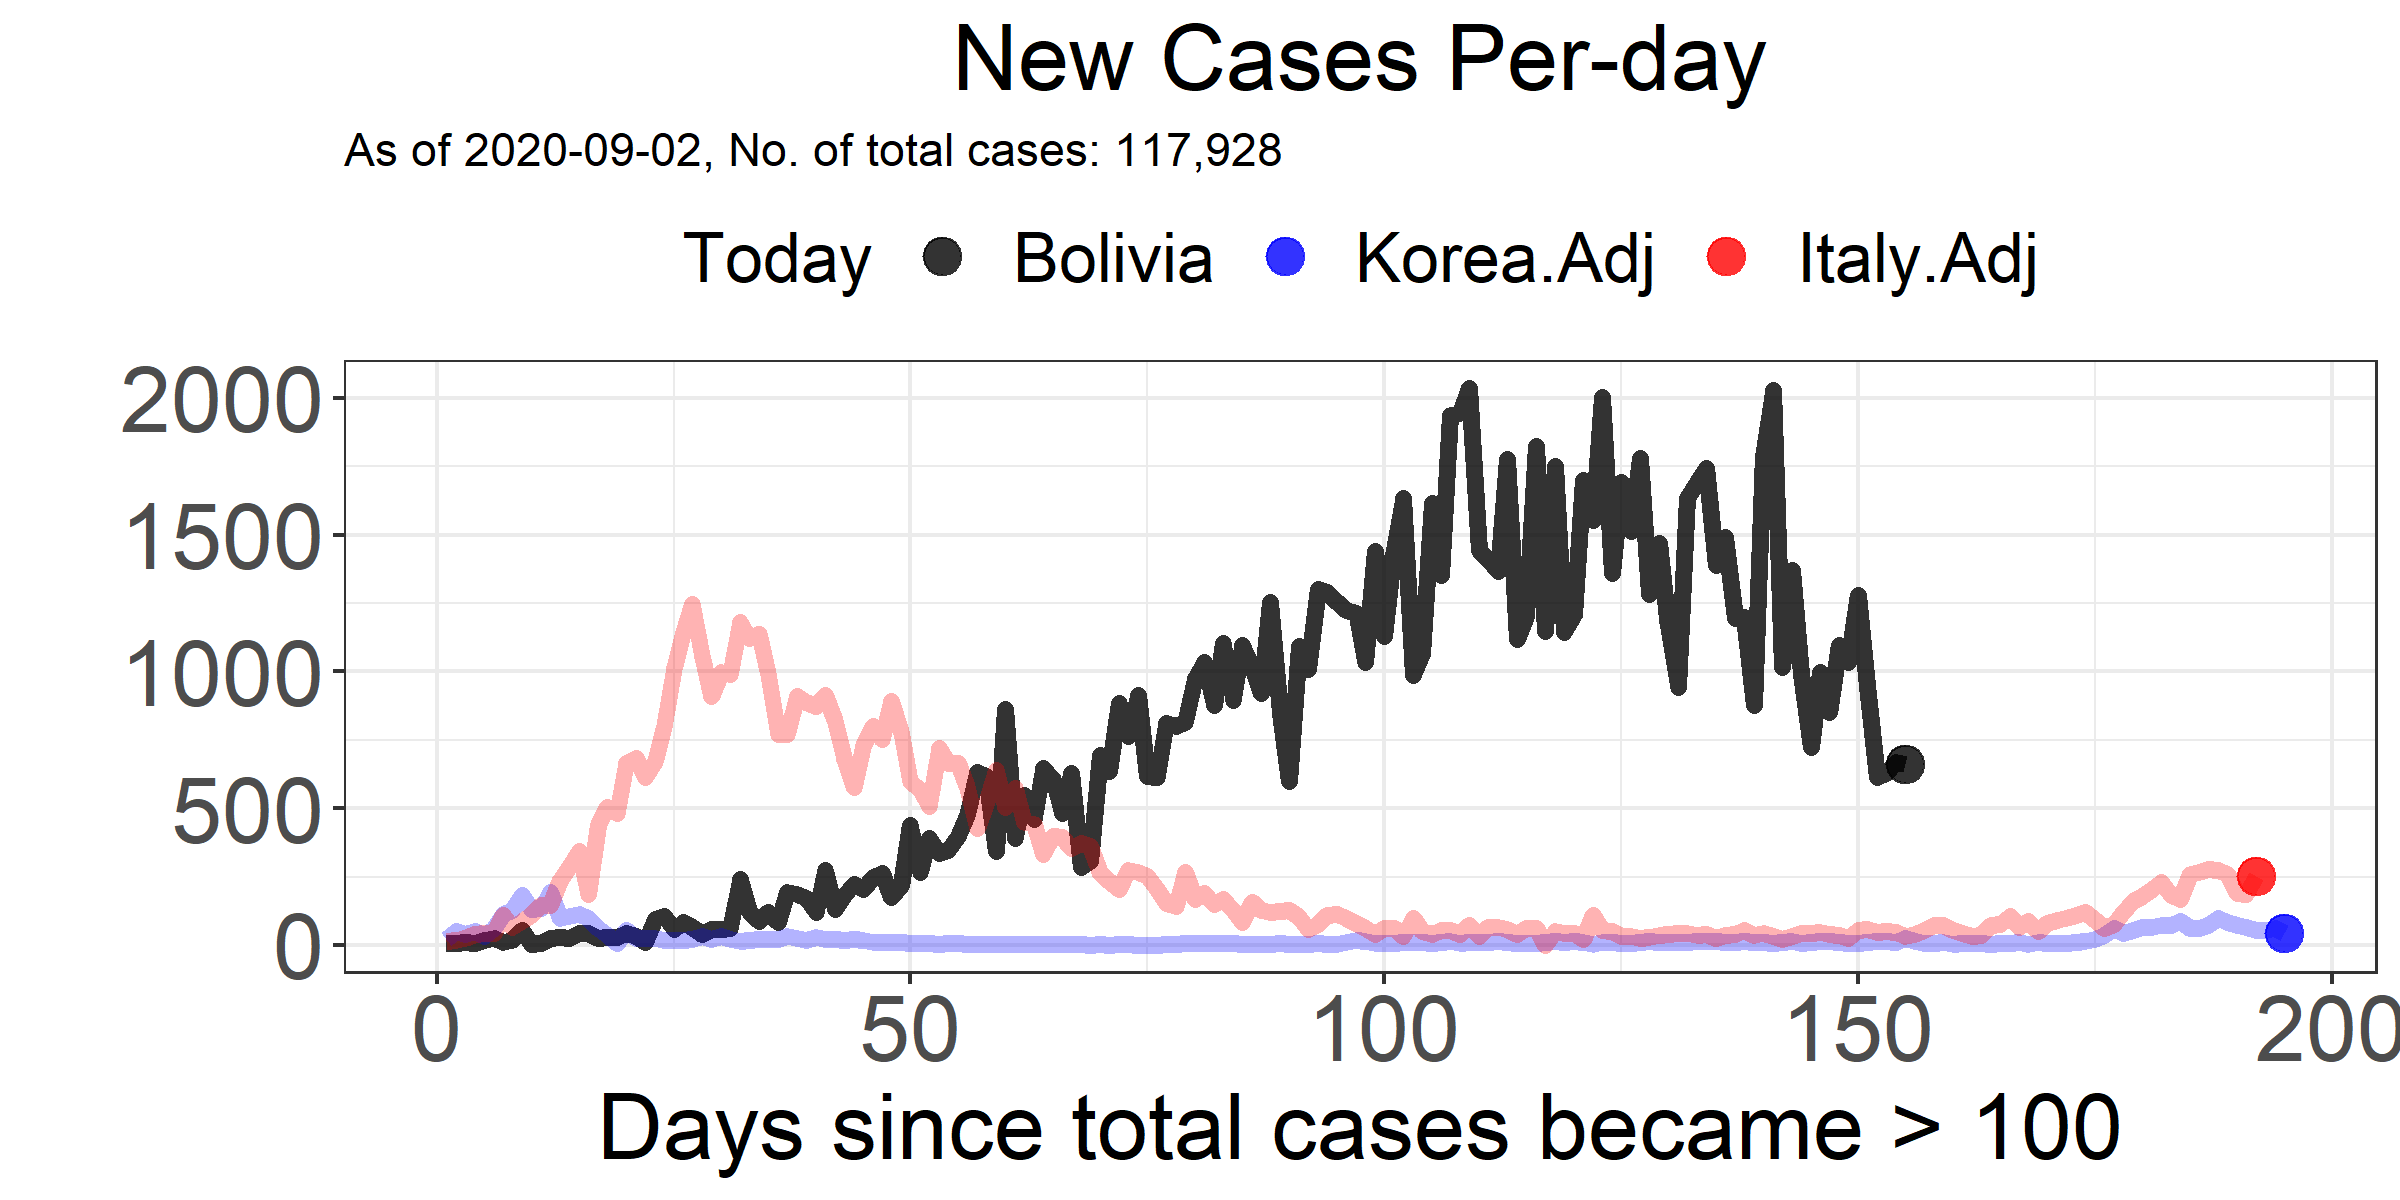 New Cases Per-day
As of 2020-09-02, No. of total cases: 117,928
Today Bolivia Korea.Adj Italy.Adj
2000
1500
1000
500
0
0 50 100 150 200
Days since total cases became > 100